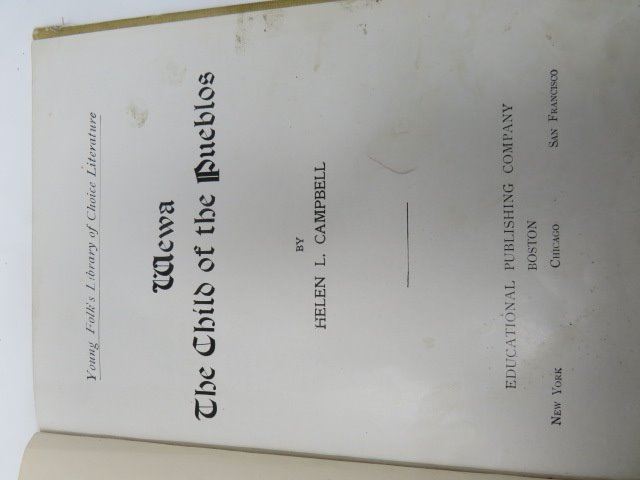 Young Folk's Library of Choice Literature
Wewa
The Child of the Pueblos
BY
HELEN L. CAMPBELL
EDUCATIONAL PUBLISHING COMPANY
BOSTON
New York Chicago San Francisco